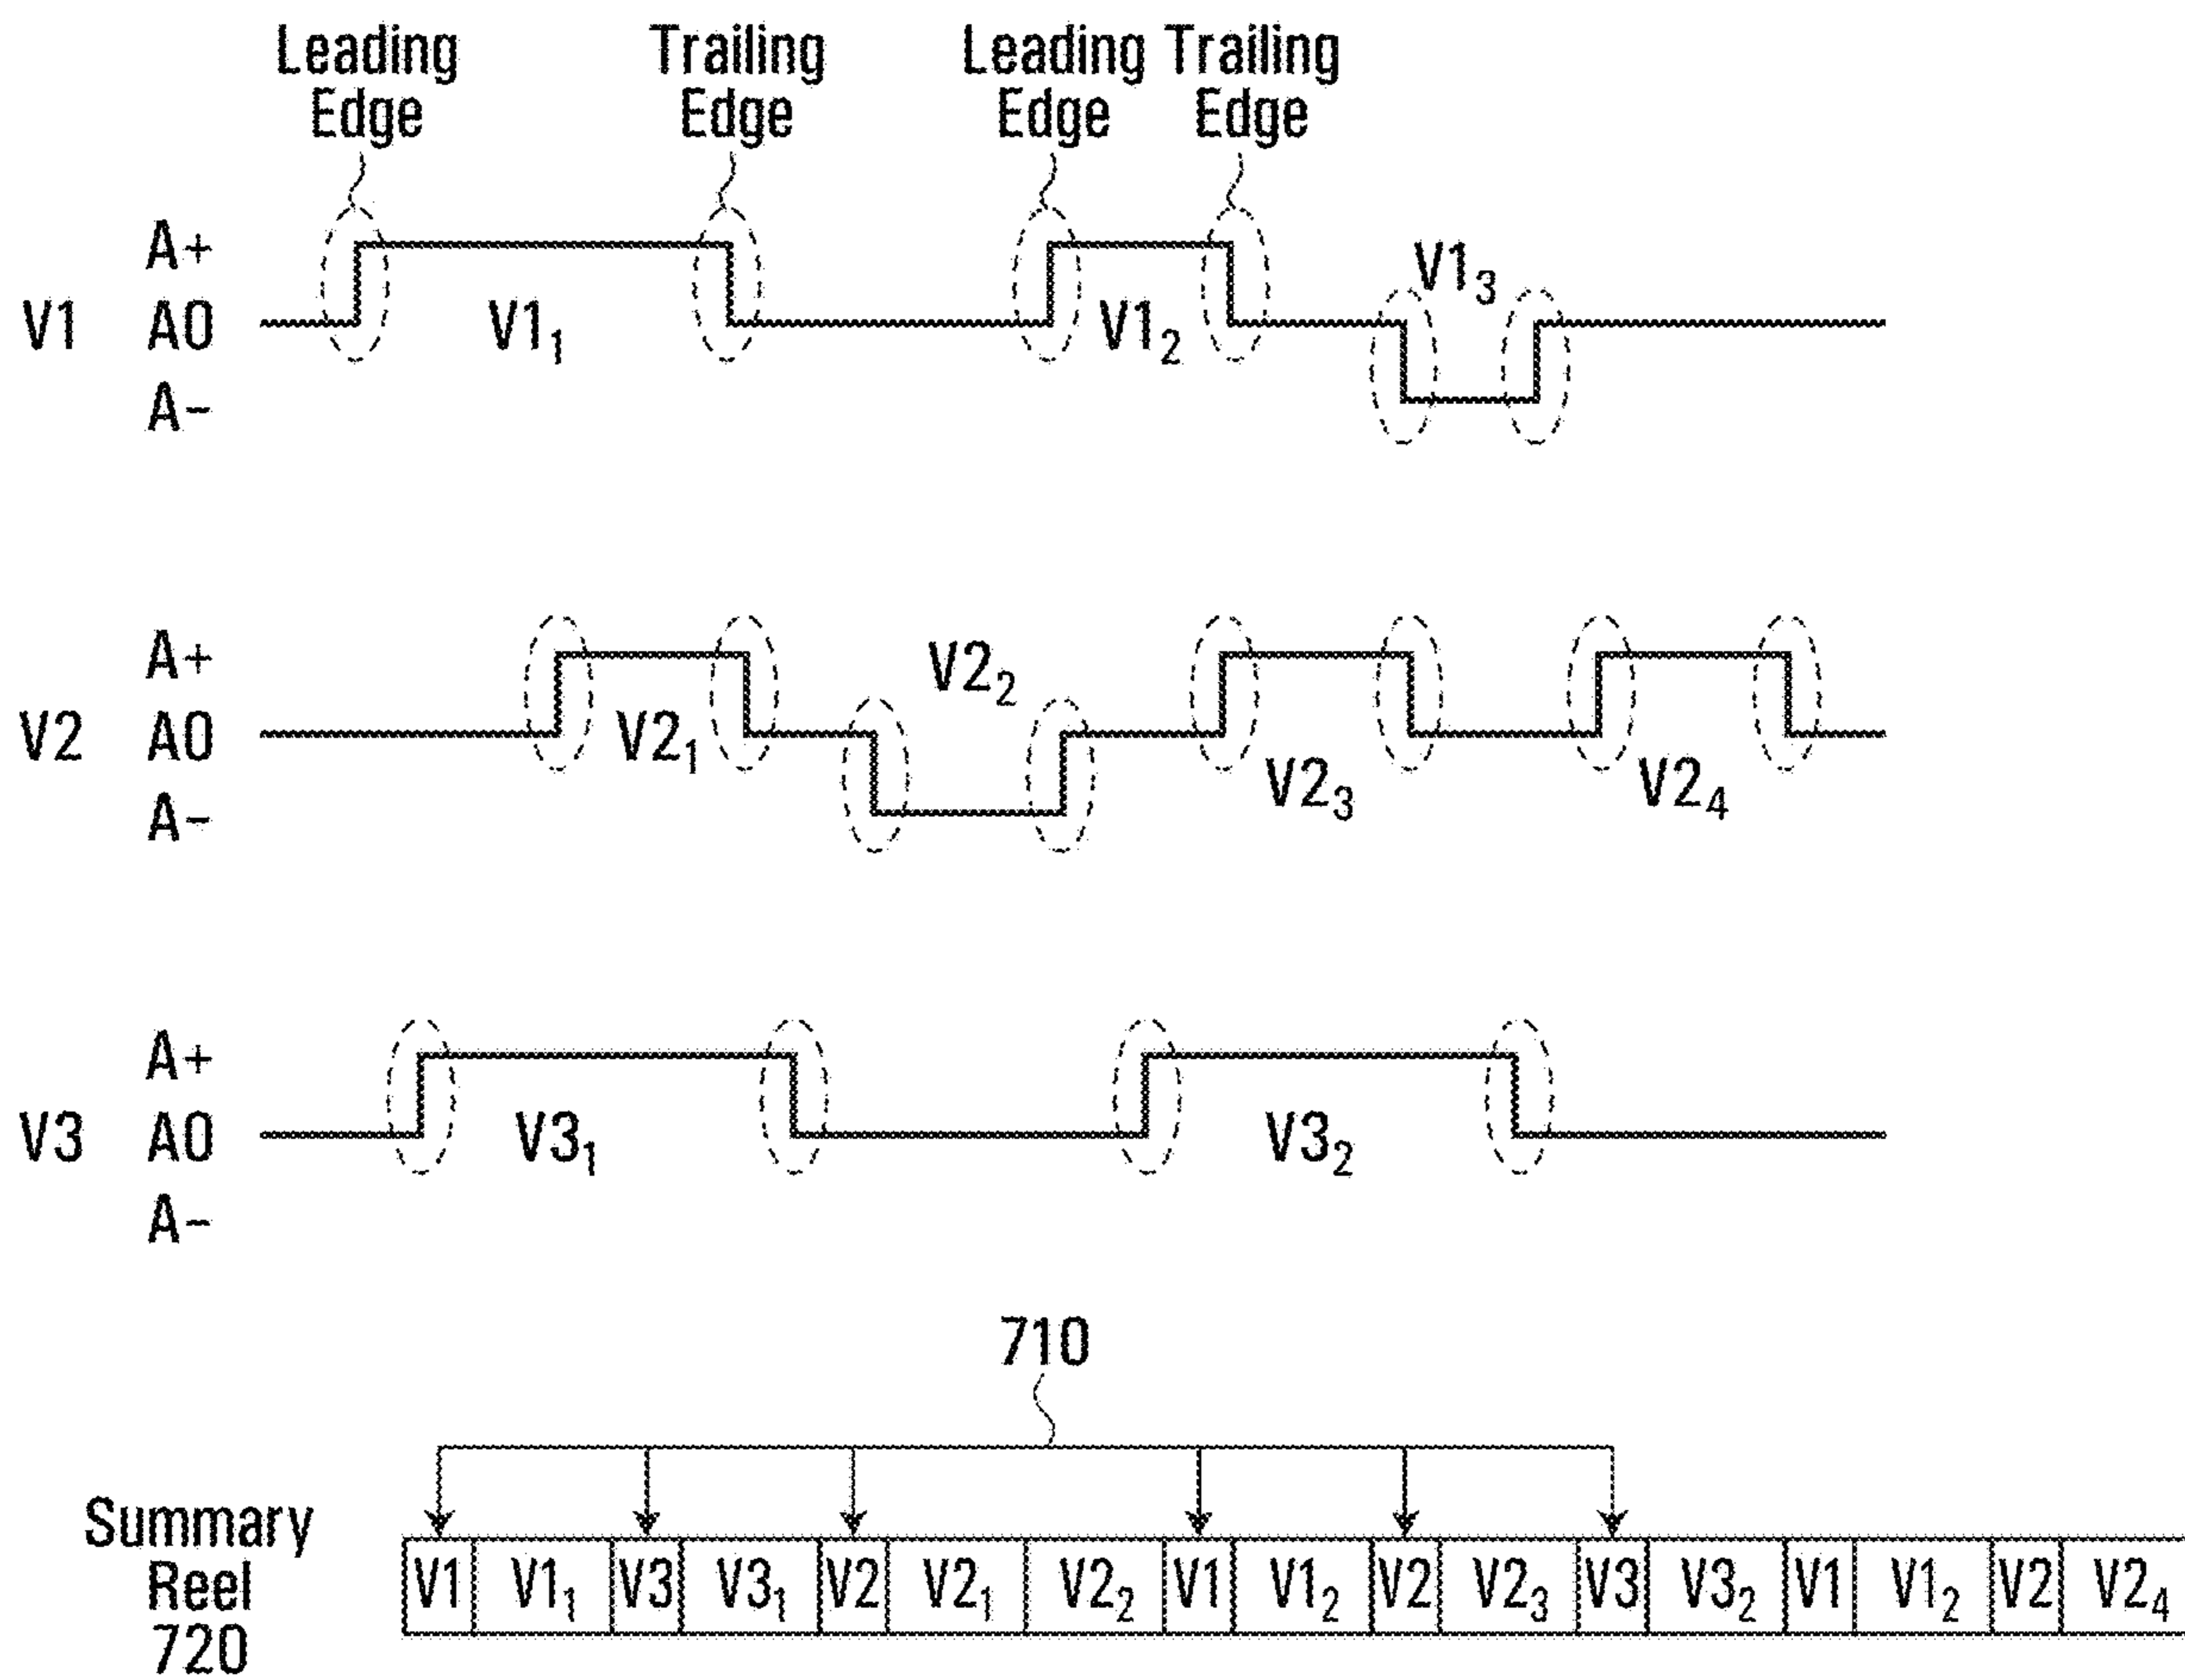 Leading Edge
Trailing Edge
Leading Edge
Trailing Edge
A+
V1 A0
A-
V1₁
V1₂
V1₃
A+
V2 A0
A-
V2₁
V2₂
V2₃
V2₄
A+
V3 A0
A-
V3₁
V3₂
710
Summary
Reel
720
V1 V1₁ V3 V3₁ V2 V2₁ V2₂ V1 V1₂ V2 V2₃ V3 V3₂ V1 V1₂ V2 V2₄